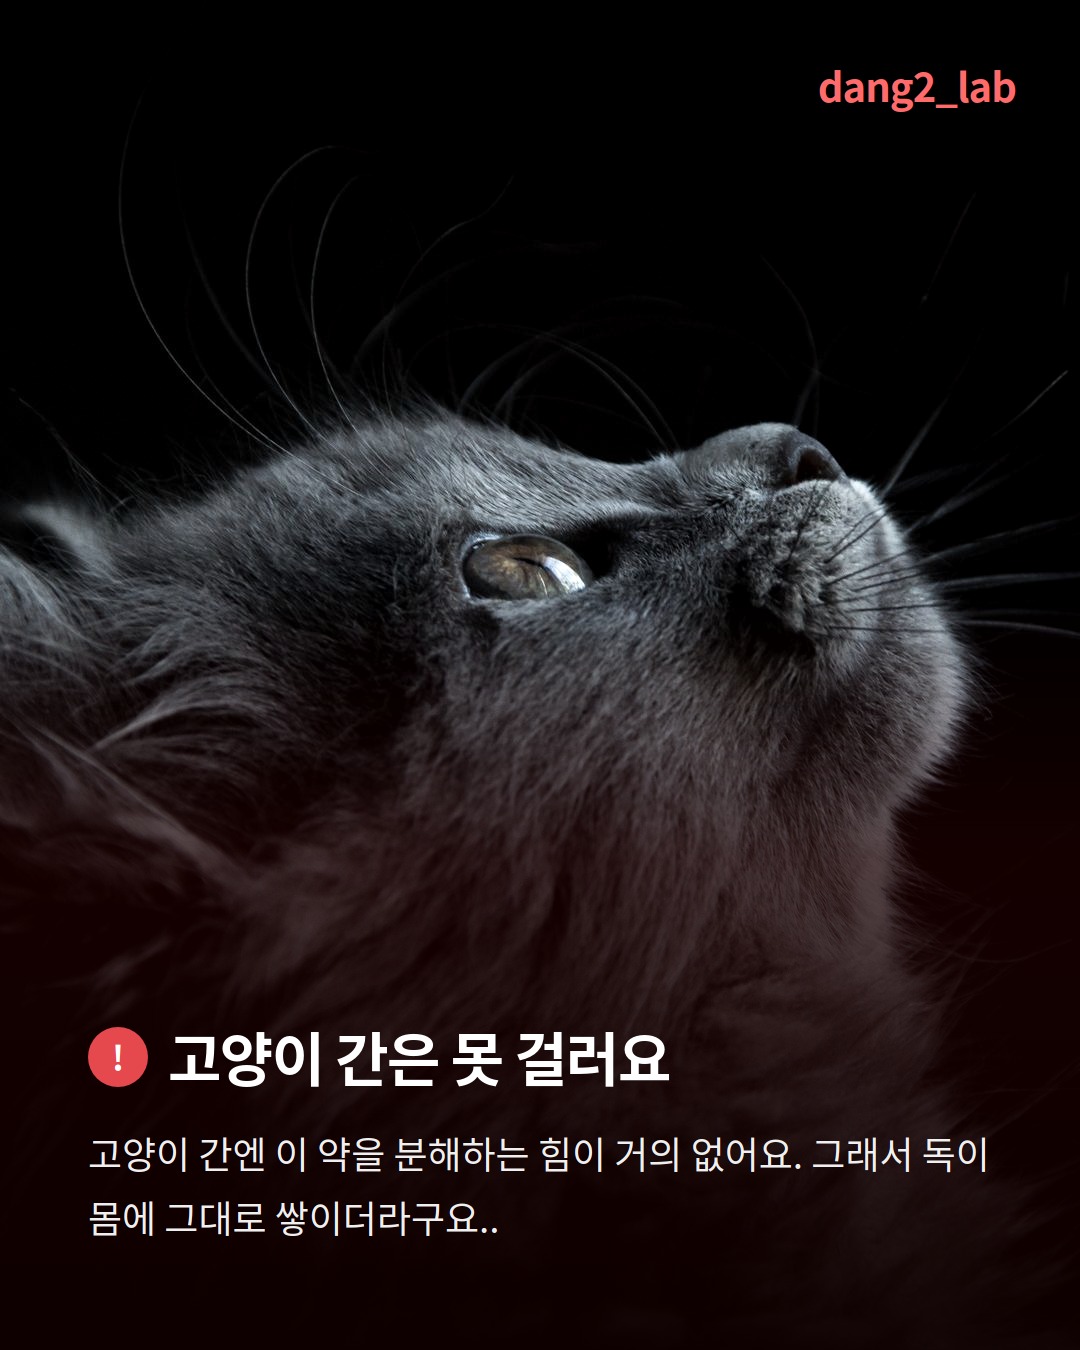 dang2_lab
! 고양이 간은 못 걸러요
고양이 간엔 이 약을 분해하는 힘이 거의 없어요. 그래서 독이
몸에 그대로 쌓이더라구요..